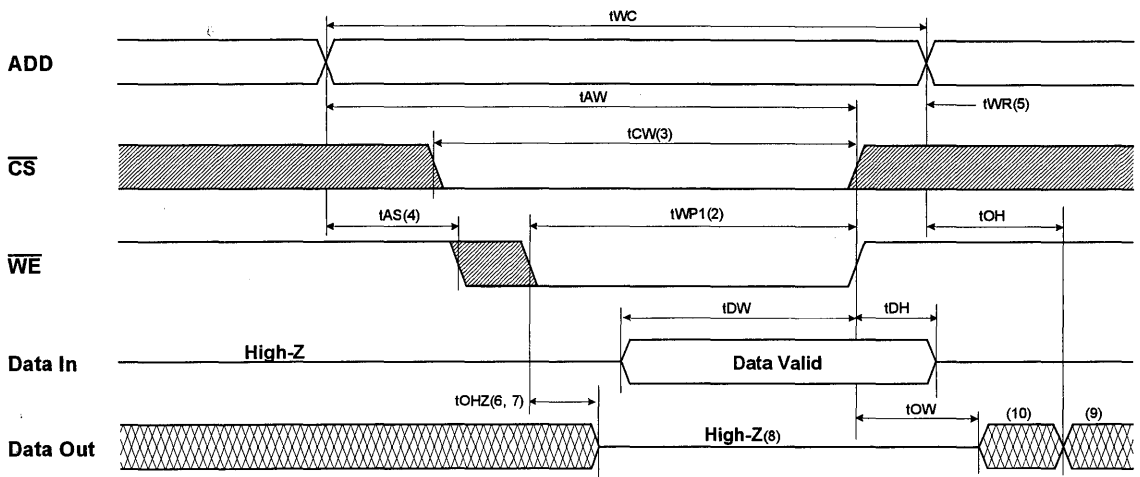 tWC
ADD
tAW
tWR(5)
tCW(3)
CS
tAS(4)
tWP1(2)
tOH
WE
tDW
tDH
High-Z
Data In
Data Valid
tOHZ(6, 7)
tOW
(10)
(9)
High-Z(8)
Data Out